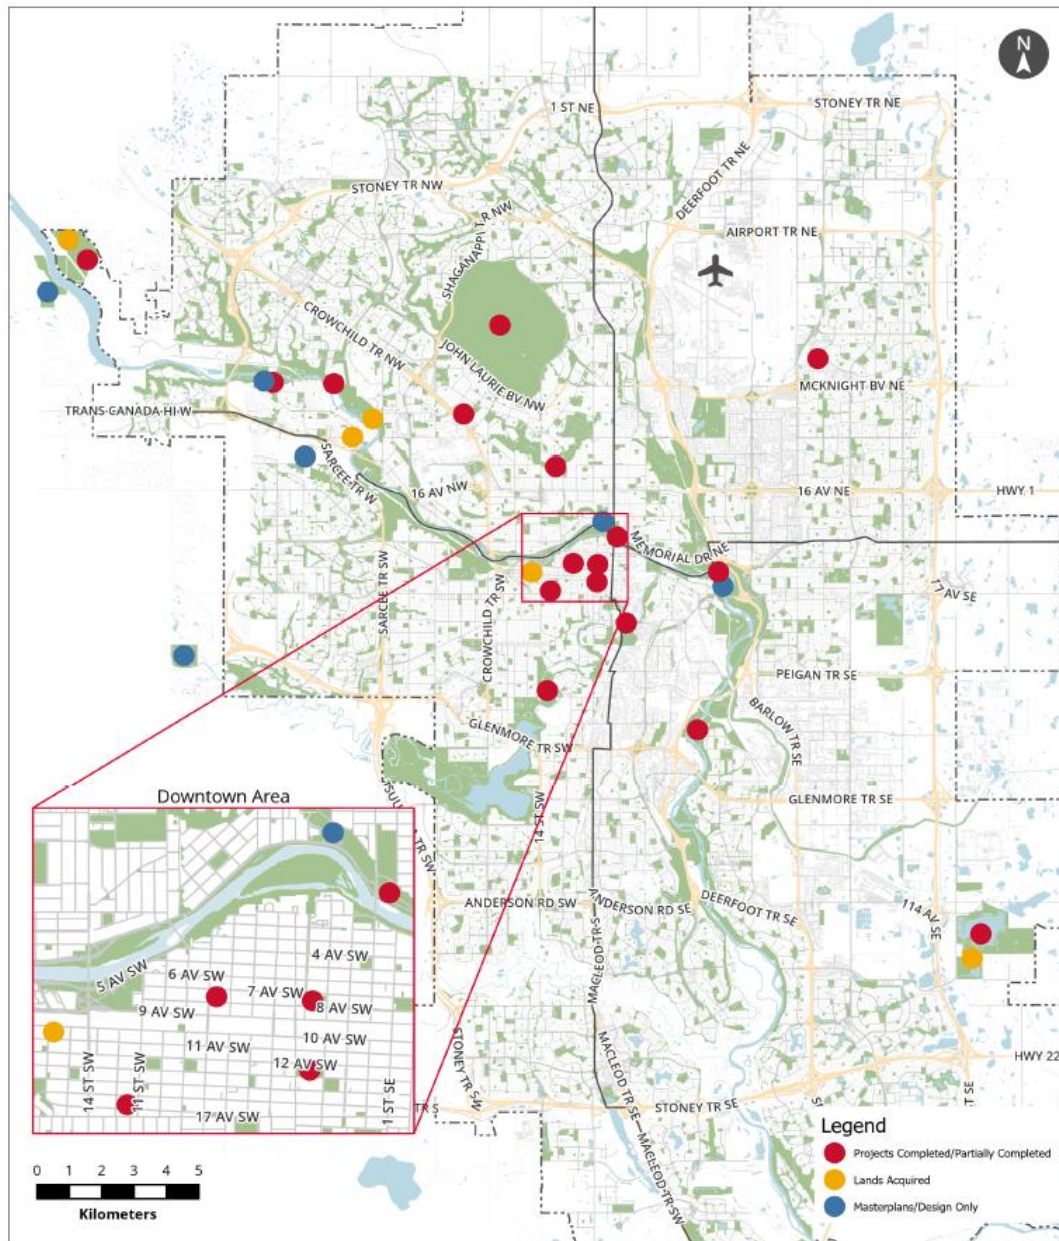 N
1 ST NE
STONEY TR NE
DEERFOOT TR NE
STONEY TR NW
SHAGANAPPI TR NW
AIRPORT TR NE
CROWCHILD TR NW
JOHN LAURIE BV NW
MCKNIGHT BV NE
TRANS-CANADA HI W
SARCEE TR W
16 AV NW
16 AV NE
HWY 1
MEMORIAL DR NE
17 AV SE
SARCEE TR SW
CROWCHILD TR SW
PEIGAN TR SE
BARLOW TR SE
GLENMORE TR SW
GLENMORE TR SE
14 ST SW
TR SW
ANDERSON RD SW
ANDERSON RD SE
DEERFOOT TR SE
114 AV SE
MACLEOD TR S
STONEY TR SW
MACLEOD TR SE
MACLEOD TR SW
HWY 22
TR S
STONEY TR SE
Downtown Area
4 AV SW
5 AV SW
6 AV SW
7 AV SW
8 AV SW
9 AV SW
10 AV SW
11 AV SW
12 AV SW
14 ST SW
11 ST SW
1 ST SE
17 AV SW
0 1 2 3 4 5
Kilometers
Legend
Projects Completed/Partially Completed
Lands Acquired
Masterplans/Design Only